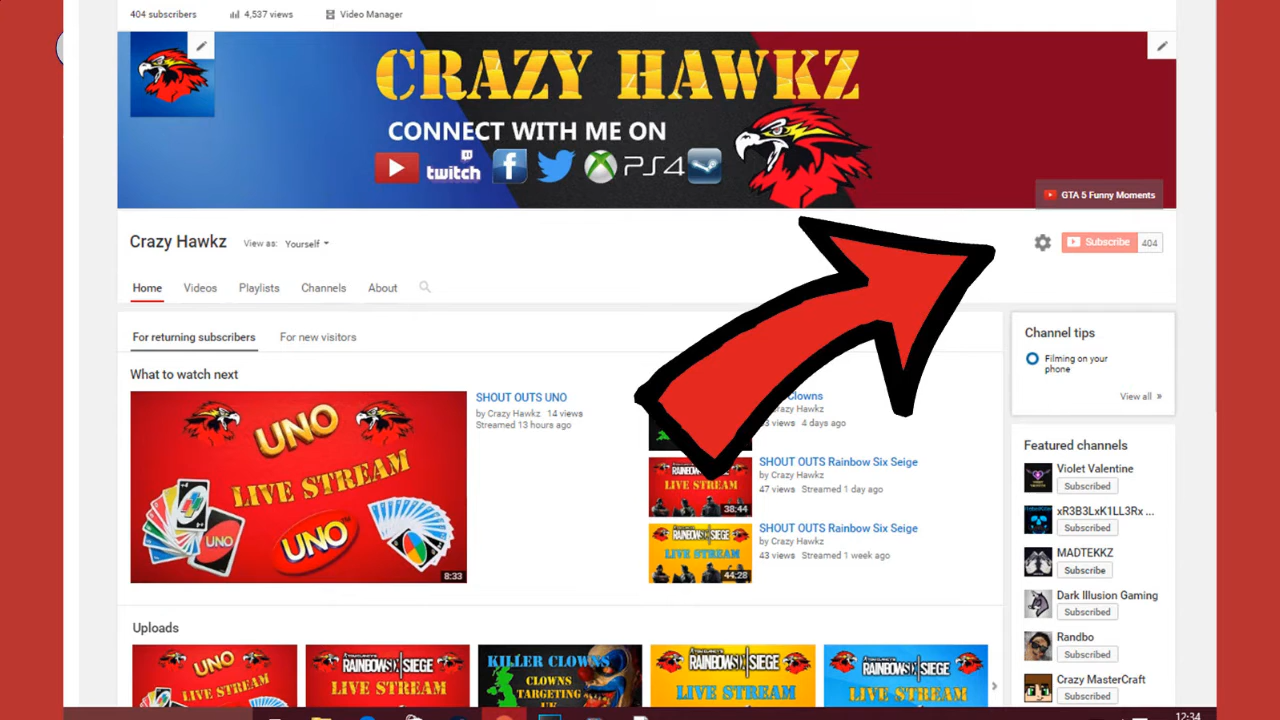 404 subscribers 4,537 views Video Manager
CRAZY HAWKZ
CONNECT WITH ME ON
twitch f PS4
GTA 5 Funny Moments
Crazy Hawkz View as: Yourself
Subscribe 404
Home Videos Playlists Channels About
For returning subscribers For new visitors
What to watch next
UNO
LIVE STREAM
UNO
UNO
8:33
SHOUT OUTS UNO
by Crazy Hawkz 14 views
Streamed 13 hours ago
Clowns
Crazy Hawkz
views 4 days ago
RAINBOW SIX SIEGE
LIVE STREAM
38:44
SHOUT OUTS Rainbow Six Seige
by Crazy Hawkz
47 views Streamed 1 day ago
RAINBOW SIX SIEGE
LIVE STREAM
44:28
SHOUT OUTS Rainbow Six Seige
by Crazy Hawkz
43 views Streamed 1 week ago
Channel tips
Filming on your
phone
View all »
Featured channels
Violet Valentine
Subscribed
xR3B3LxK1LL3Rx ...
Subscribed
MADTEKKZ
Subscribe
Dark Illusion Gaming
Subscribed
Randbo
Subscribed
Crazy MasterCraft
Subscribed
Uploads
UNO
LIVE STREAM
RAINBOW SIX SIEGE
LIVE STREAM
KILLER CLOWNS
CLOWNS
TARGETING
UK
RAINBOW SIX SIEGE
LIVE STREAM
RAINBOW SIX SIEGE
LIVE STREAM
12:34